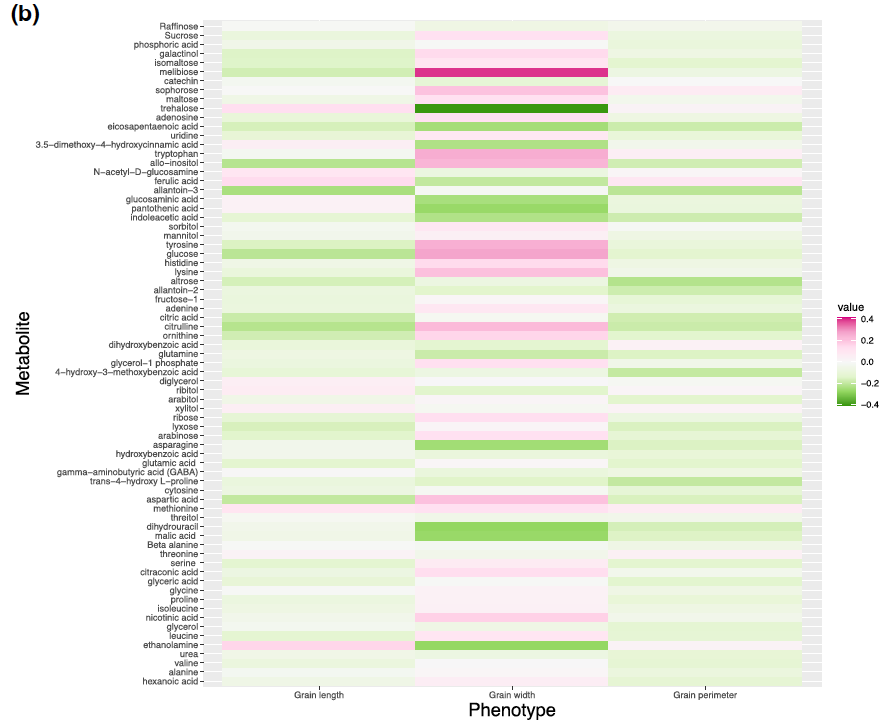 (b)
Raffinose
Sucrose
phosphoric acid
galactinol
isomaltose
melibiose
catechin
sophorose
maltose
trehalose
adenosine
eicosapentaenoic acid
uridine
3.5−dimethoxy−4−hydroxycinnamic acid
tryptophan
allo−inositol
N−acetyl−D−glucosamine
ferulic acid
allantoin−3
glucosaminic acid
pantothenic acid
indoleacetic acid
sorbitol
mannitol
tyrosine
glucose
histidine
lysine
altrose
allantoin−2
fructose−1
adenine
citric acid
citrulline
ornithine
dihydroxybenzoic acid
glutamine
glycerol−1 phosphate
4−hydroxy−3−methoxybenzoic acid
diglycerol
ribitol
arabitol
xylitol
ribose
lyxose
arabinose
asparagine
hydroxybenzoic acid
glutamic acid
gamma−aminobutyric acid (GABA)
trans−4−hydroxy L−proline
cytosine
aspartic acid
methionine
threitol
dihydrouracil
malic acid
Beta alanine
threonine
serine
citraconic acid
glyceric acid
glycine
proline
isoleucine
nicotinic acid
glycerol
leucine
ethanolamine
urea
valine
alanine
hexanoic acid
Metabolite
Grain length
Grain width
Grain perimeter
Phenotype
value
0.4
0.2
0.0
−0.2
−0.4